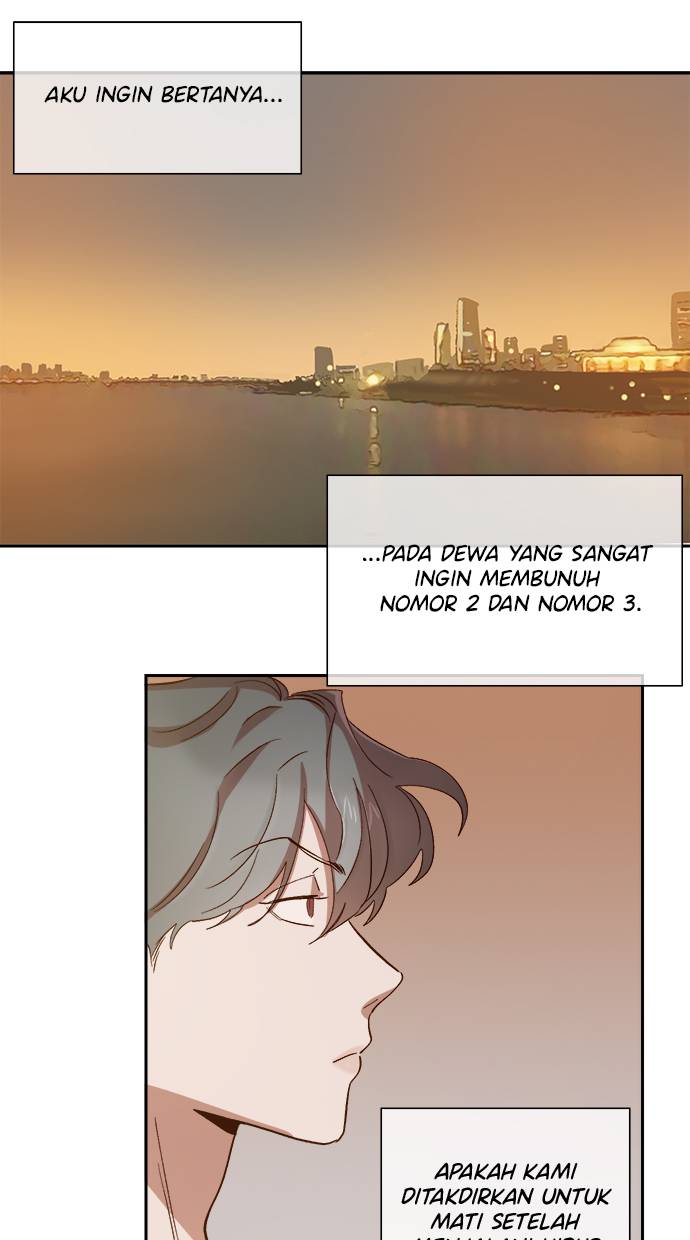 AKU INGIN BERTANYA...
...PADA DEWA YANG SANGAT
INGIN MEMBUNUH
NOMOR 2 DAN NOMOR 3.
APAKAH KAMI
DITAKDIRKAN UNTUK
MATI SETELAH